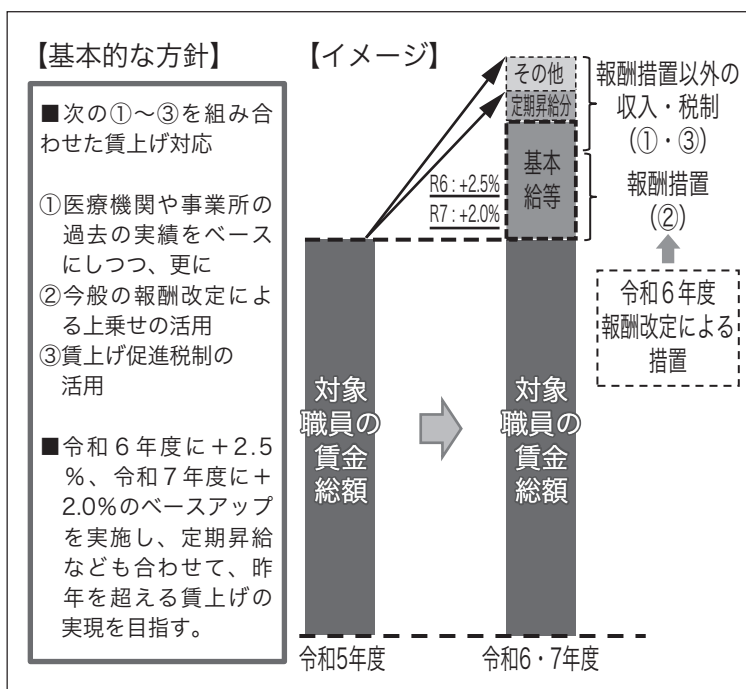 【基本的な方針】
■次の①~③を組み合
わせた賃上げ対応
①医療機関や事業所の
過去の実績をベース
にしつつ、更に
②今般の報酬改定によ
る上乗せの活用
③賃上げ促進税制の
活用
■令和6年度に+2.5
%、令和7年度に+
2.0%のベースアップ
を実施し、定期昇給
なども合わせて、昨
年を超える賃上げの
実現を目指す。
【イメージ】
その他
定期昇給分
基本
給等
R6:+2.5%
R7:+2.0%
報酬措置以外の
収入・税制
(①・③)
報酬措置
(②)
令和6年度
報酬改定による
措置
対象
職員の
賃金
総額
対象
職員の
賃金
総額
令和5年度
令和6・7年度